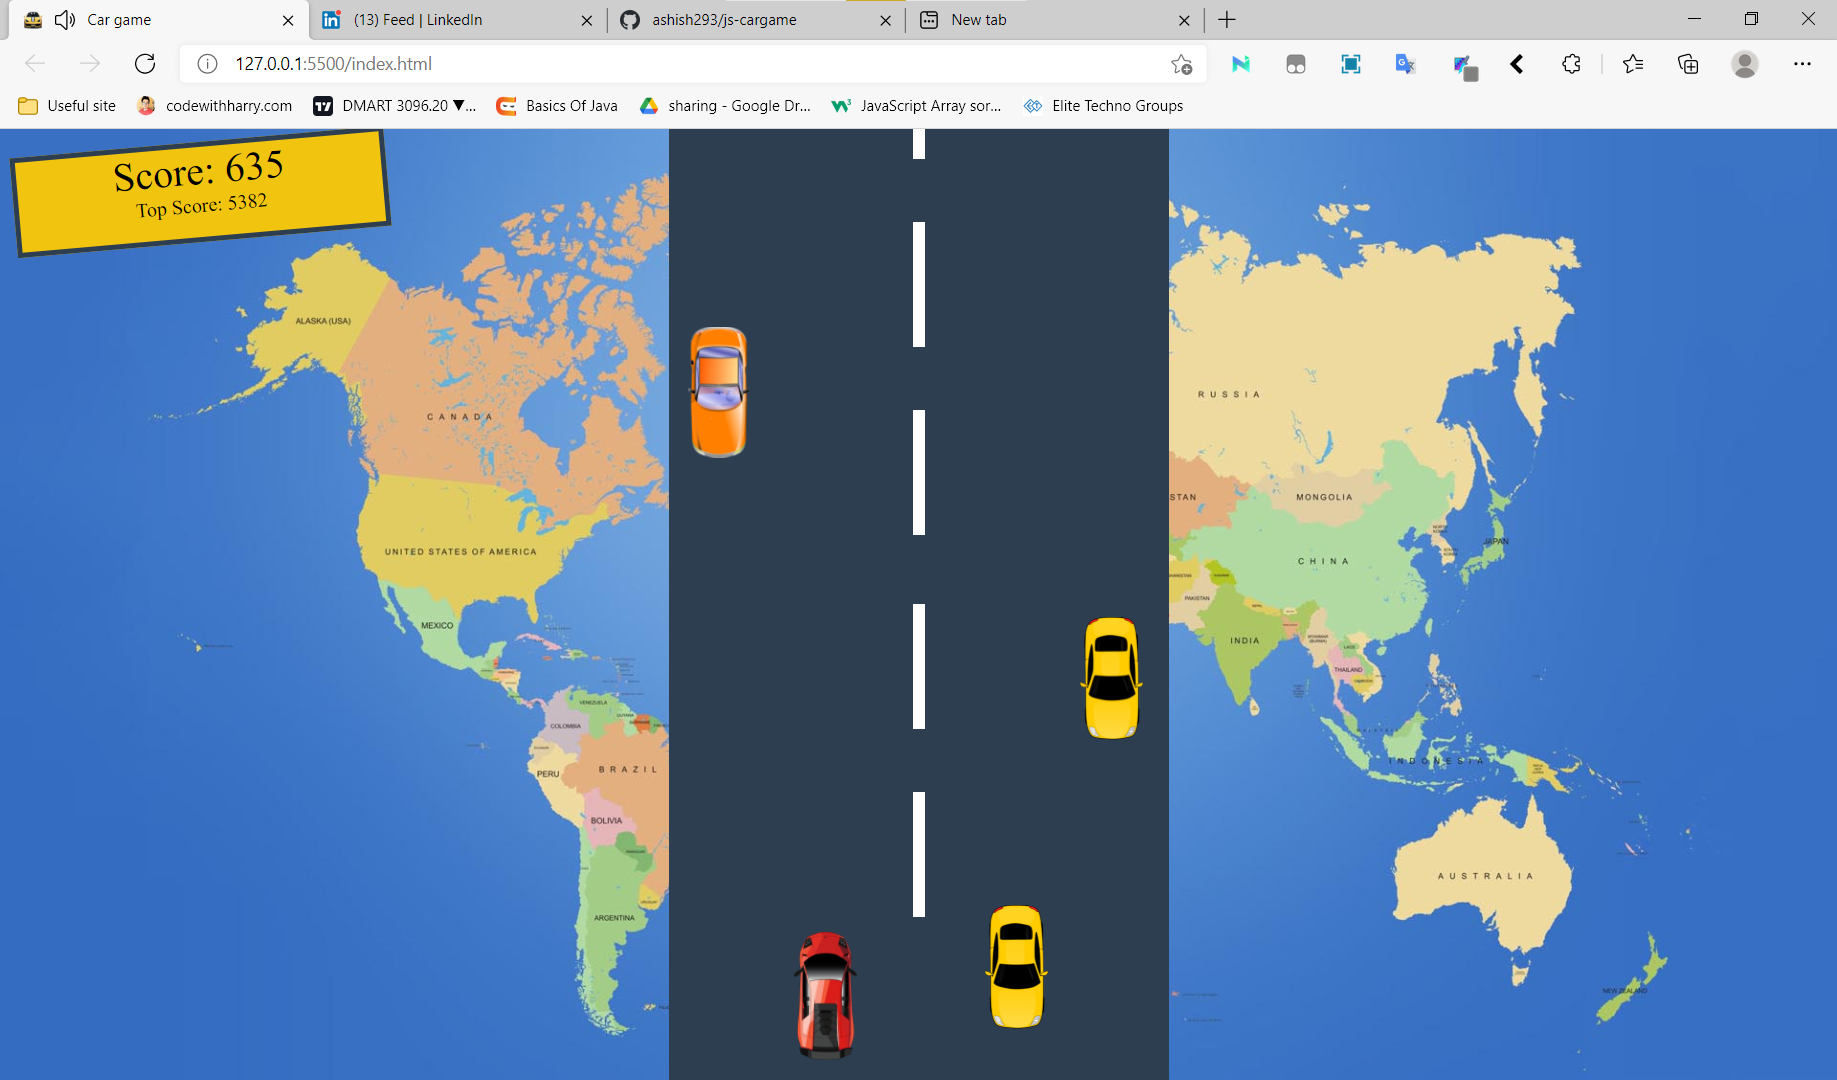 Car game
(13) Feed | LinkedIn
ashish293/js-cargame
New tab
127.0.0.1:5500/index.html
Useful site
codewithharry.com
DMART 3096.20 ▼...
Basics Of Java
sharing - Google Dr...
JavaScript Array sor...
Elite Techno Groups
Score: 635
Top Score: 5382
ALASKA (USA)
CANADA
UNITED STATES OF AMERICA
MEXICO
VENEZUELA
GUYANA
COLOMBIA
PERU
BRAZIL
BOLIVIA
ARGENTINA
RUSSIA
STAN
MONGOLIA
JAPAN
CHINA
PAKISTAN
INDIA
LAOS
THAILAND
INDONESIA
AUSTRALIA
NEW ZEALAND